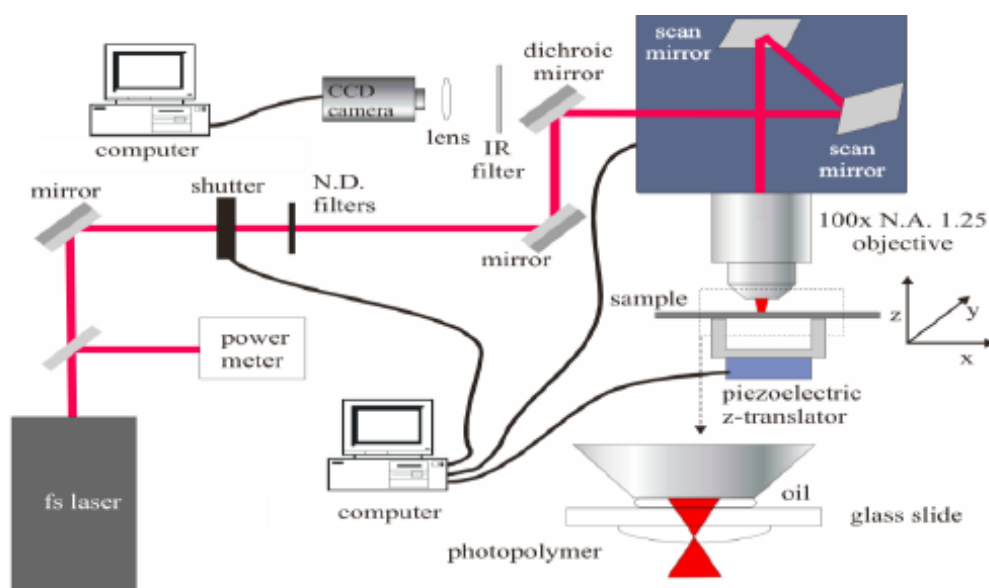 scan
mirror
dichroic
mirror
CCD
camera
lens
IR
filter
scan
mirror
computer
mirror
shutter
N.D.
filters
mirror
100x N.A. 1.25
objective
sample
z
y
x
power
meter
piezoelectric
z-translator
fs laser
computer
oil
glass slide
photopolymer